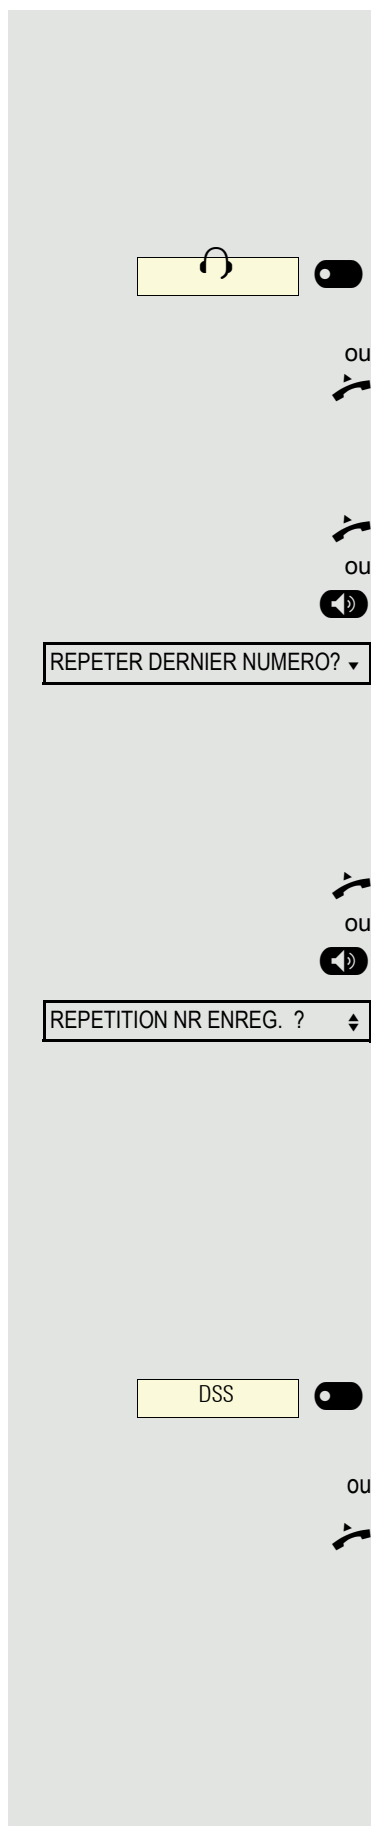 ou
ou
REPETER DERNIER NUMERO?
ou
REPETITION NR ENREG. ?
DSS
ou